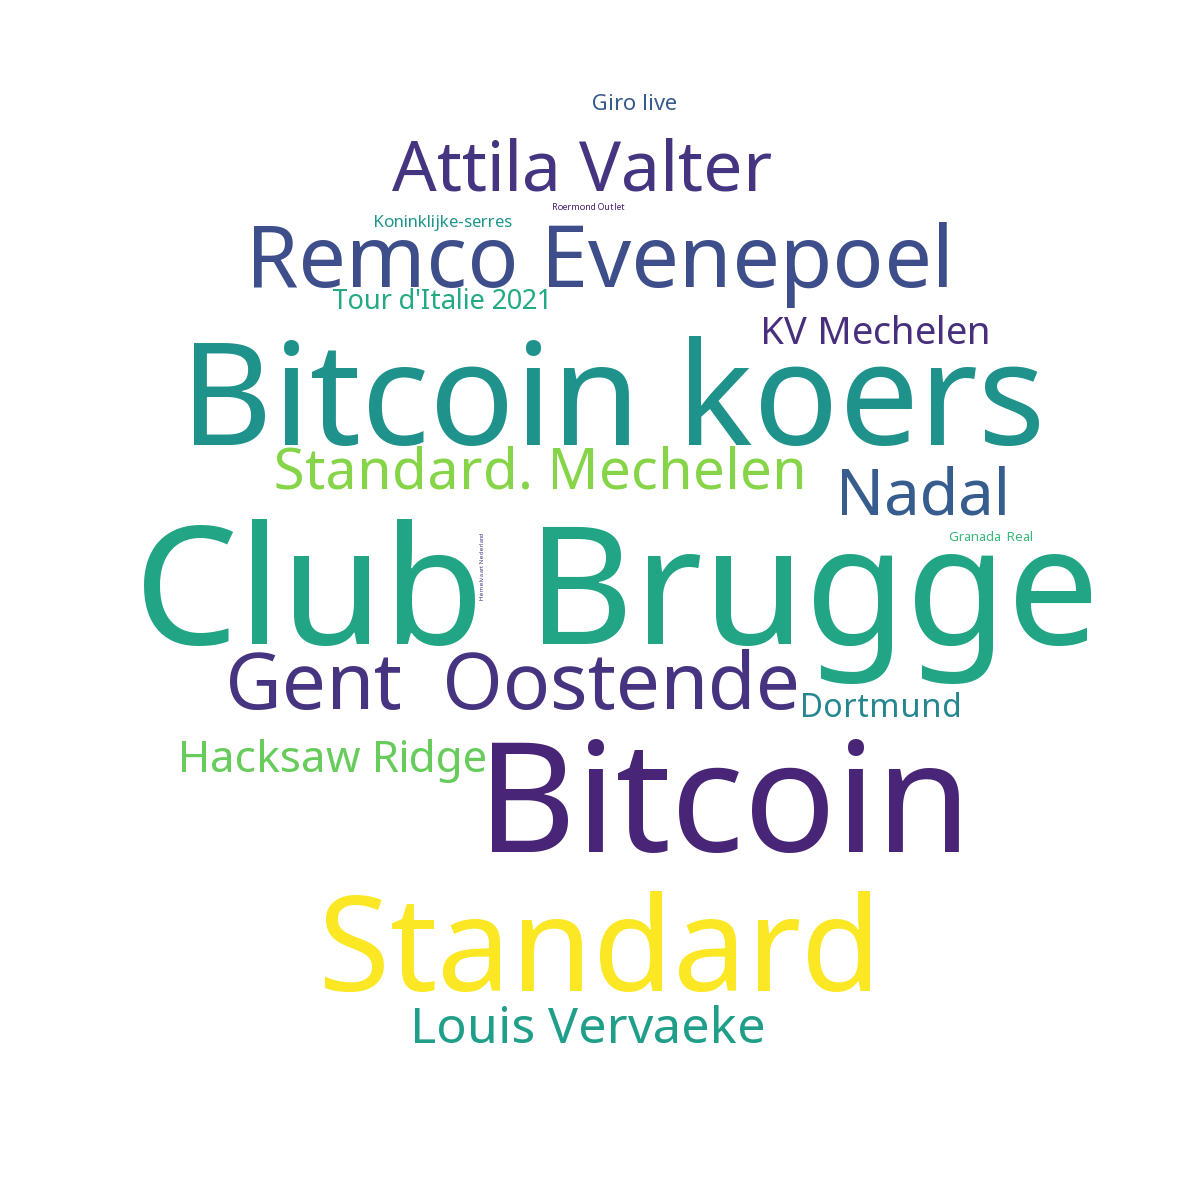 Giro live
Attila Valter
Roermond Outlet
Koninklijke-serres
Remco Evenepoel
Tour d'Italie 2021
KV Mechelen
Bitcoin koers
Standard. Mechelen
Nadal
Granada Real
Club Brugge
Hemelvaart Nederland
Gent Oostende
Dortmund
Hacksaw Ridge
Bitcoin
Standard
Louis Vervaeke